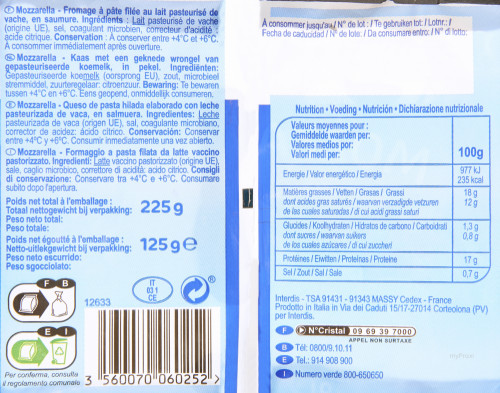 Ⓕ Mozzarella - Fromage à pâte filée au lait pasteurisé de
vache, en saumure. Ingrédients : Lait pasteurisé de vache
(origine UE), sel, coagulant microbien, correcteur d'acidité :
acide citrique. Conservation : A conserver entre +4°C et +6°C.
A consommer immédiatement après ouverture.
Ⓑ Mozzarella - Kaas met een geknede wrongel van
gepasteuriseerde koemelk, in pekel. Ingrediënten:
Gepasteuriseerde koemelk (oorsprong EU), zout, microbieel
stremmiddel, zuurteregelaar: citroenzuur. Bewaring: Te bewaren
tussen +4°C en +6°C. Eens geopend, onmiddellijk consumeren.
Ⓔ Mozzarella - Queso de pasta hilada elaborado con leche
pasteurizada de vaca, en salmuera. Ingredientes: Leche
pasteurizada de vaca (origen UE), sal, coagulante microbiano,
corrector de acidez: ácido cítrico. Conservación: Conservar
entre +4°C y +6°C. Consumir inmediatamente una vez abierto.
Ⓘ Mozzarella - Formaggio a pasta filata da latte vaccino
pastorizzato. Ingredienti: Latte vaccino pastorizzato (origine UE),
sale, caglio microbico, correttore di acidità: acido citrico. Consigli
di conservazione: Conservare tra +4°C e +6°C. Consumare
subito dopo l'apertura.
Poids net total à l'emballage :
Totaal nettogewicht bij verpakking: 225g
Peso neto total:
Peso totale:
Poids net égoutté à l'emballage :
Netto-uitlekgewicht bij verpakking: 125g℮
Peso neto escurrido:
Peso sgocciolato:
F B
E I
Per conferma, consulta
il regolamento comunale
12633
IT
03 1
CE
®
3 560070 060252 >
A consommer jusqu'au / N° de lot : / Te gebruiken tot: / Lotnr.: /
Fecha de caducidad / N° de lote: / Da consumare entro: / N° di lotto:
Nutrition • Voeding • Nutrición • Dichiarazione nutrizionale
Valeurs moyennes pour :
Gemiddelde waarden per:
Valores medios por:
Valori medi per: 100g
Energie / Valor energético / Energia 977 kJ
235 kcal
Matières grasses / Vetten / Grasas / Grassi 18 g
dont acides gras saturés / waarvan verzadigde vetzuren 12 g
de las cuales saturadas / di cui acidi grassi saturi
Glucides / Koolhydraten / Hidratos de carbono / Carboidrati 1,3 g
dont sucres / waarvan suikers 0,8 g
de los cuales azúcares / di cui zuccheri
Protéines / Eiwitten / Proteínas / Proteine 17 g
Sel / Zout / Sal / Sale 0,7 g
Interdis - TSA 91431 - 91343 MASSY Cedex - France
Prodotto in Italia in Via dei Caduti 15/17-27014 Corteolona (PV)
per Interdis.
F N°Cristal 09 69 39 7000
APPEL NON SURTAXE
B Tél: 0800/9.10.11
E Tel.: 914 908 900
I Numero verde 800-650650